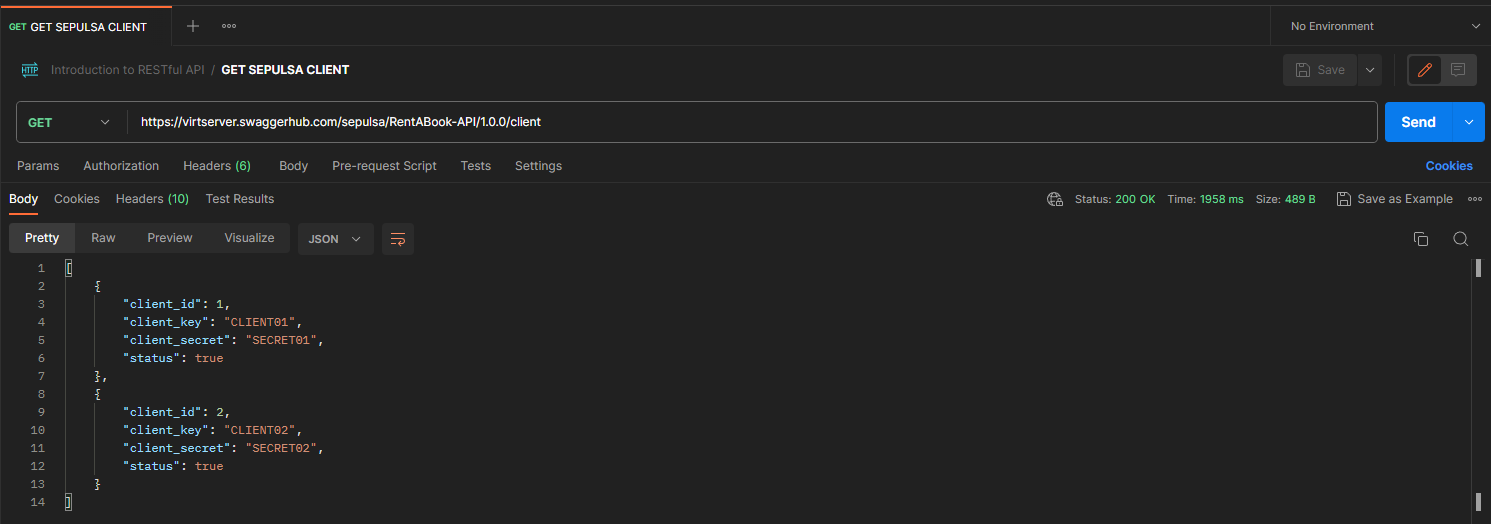 GET GET SEPULSA CLIENT
No Environment
HTTP Introduction to RESTful API / GET SEPULSA CLIENT Save
GET https://virtserver.swaggerhub.com/sepulsa/RentABook-API/1.0.0/client Send
Params Authorization Headers (6) Body Pre-request Script Tests Settings Cookies
Body Cookies Headers (10) Test Results Status: 200 OK Time: 1958 ms Size: 489 B Save as Example
Pretty Raw Preview Visualize JSON
1 [
2 {
3 "client_id": 1,
4 "client_key": "CLIENT01",
5 "client_secret": "SECRET01",
6 "status": true
7 },
8 {
9 "client_id": 2,
10 "client_key": "CLIENT02",
11 "client_secret": "SECRET02",
12 "status": true
13 }
14 ]